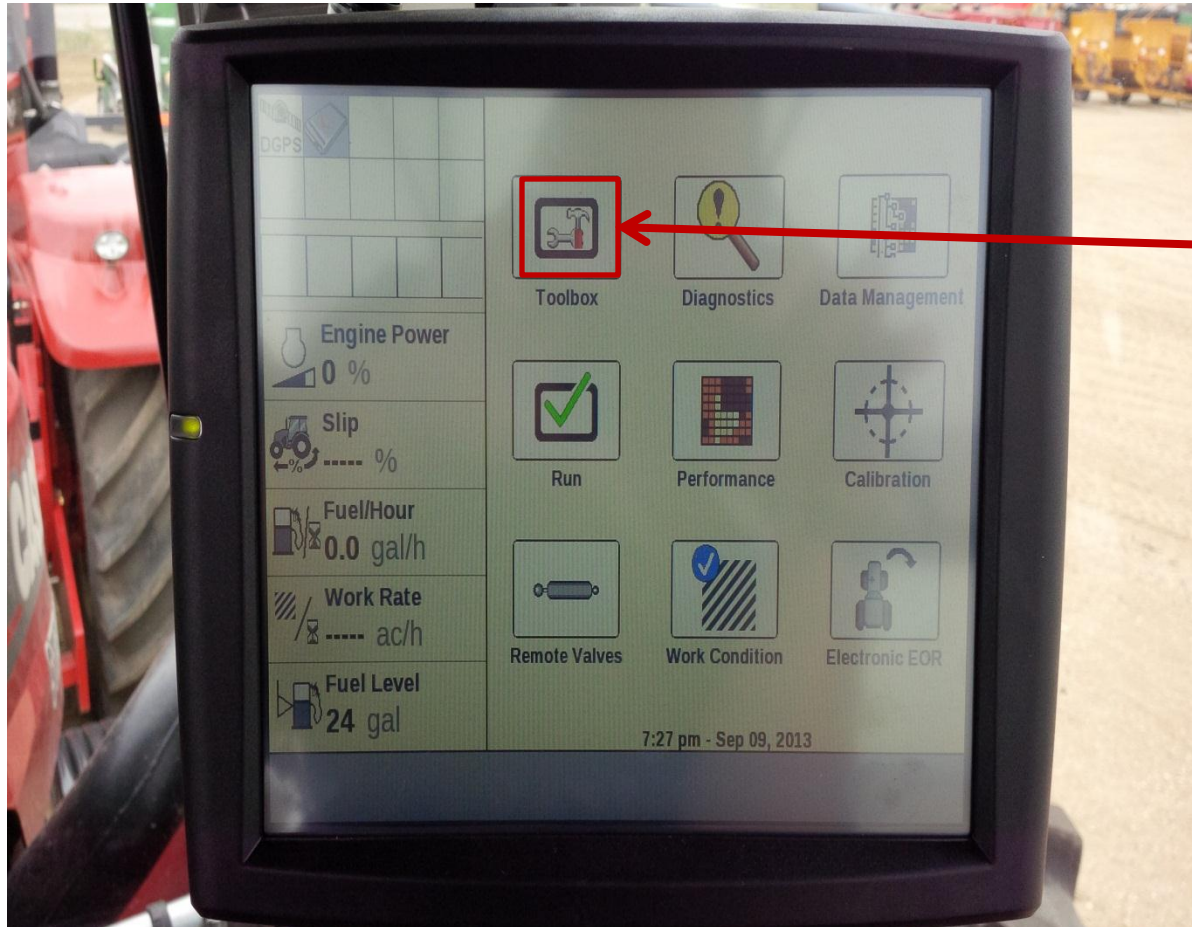 DGPS
Engine Power
0 %
Slip
----- %
Fuel/Hour
0.0 gal/h
Work Rate
----- ac/h
Fuel Level
24 gal
Toolbox
Diagnostics
Data Management
Run
Performance
Calibration
Remote Valves
Work Condition
Electronic EOR
7:27 pm - Sep 09, 2013